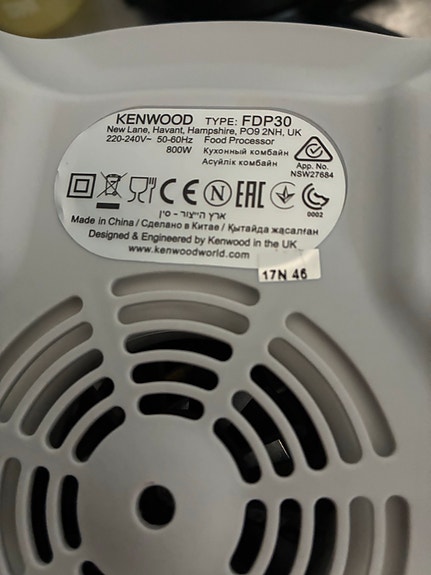 KENWOOD TYPE: FDP30
New Lane, Havant, Hampshire, PO9 2NH, UK
220-240V~ 50-60Hz Food Processor
800W Кухонный комбайн
Асүйлік комбайн
App. No.
NSW27684
CE N EAC
0002
ארץ הייצור - סין
Made in China / Сделано в Китае / Қытайда жасалған
Designed & Engineered by Kenwood in the UK
www.kenwoodworld.com
17N 46